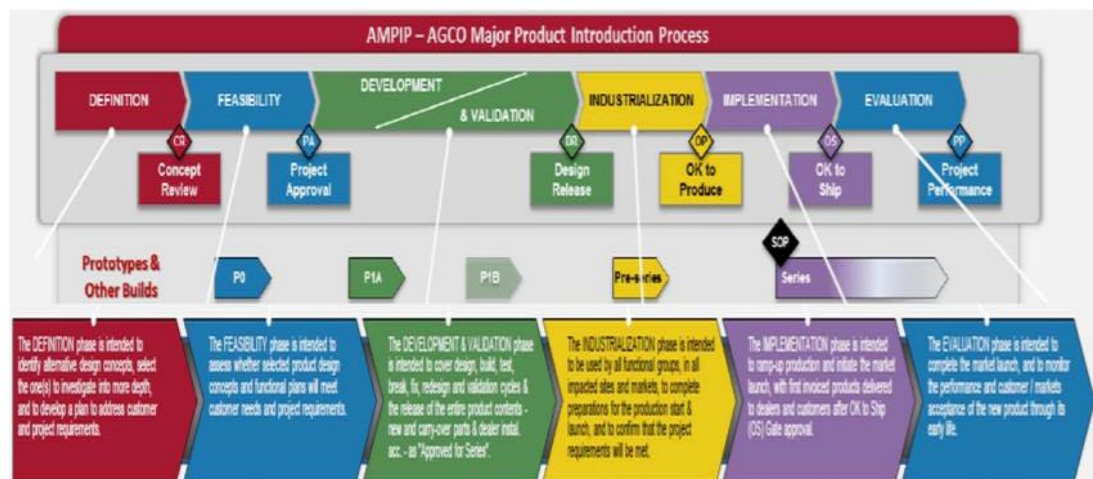 AMPIP – AGCO Major Product Introduction Process
DEFINITION
FEASIBILITY
DEVELOPMENT
& VALIDATION
INDUSTRIALIZATION
IMPLEMENTATION
EVALUATION
CR
PA
DR
OP
OS
PP
Concept
Review
Project
Approval
Design
Release
OK to
Produce
OK to
Ship
Project
Performance
Prototypes &
Other Builds
P0
P1A
P1B
Pre-series
SOP
Series
The DEFINITION phase is intended to
identify alternative design concepts, select
the one(s) to investigate into more depth,
and to develop a plan to address customer
and project requirements.
The FEASIBILITY phase is intended to
assess whether selected product design
concepts and functional plans will meet
customer needs and project requirements.
The DEVELOPMENT & VALIDATION phase
is intended to cover design, build, test,
break, fix, redesign and validation cycles &
the release of the entire product contents -
new and carry-over parts & dealer instal.
acc. - as "Approved for Series".
The INDUSTRIALIZATION phase is intended
to be used by all functional groups, in all
impacted sites and markets, to complete
preparations for the production start &
launch, and to confirm that the project
requirements will be met.
The IMPLEMENTATION phase is intended
to ramp-up production and initiate the market
launch, with first invoiced products delivered
to dealers and customers after OK to Ship
(OS) Gate approval.
The EVALUATION phase is intended to
complete the market launch, and to monitor
the performance and customer / markets
acceptance of the new product through its
early life.